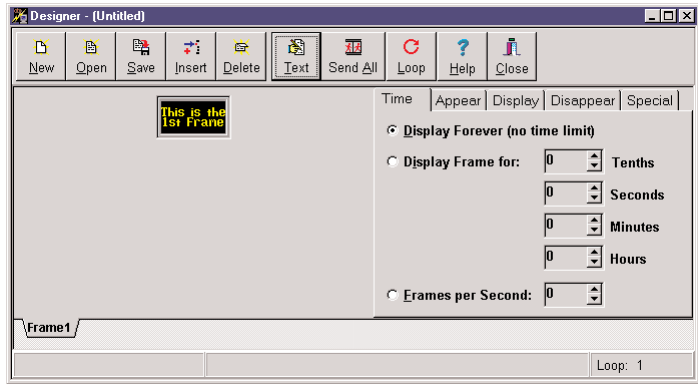 Designer - (Untitled)
New Open Save Insert Delete Text Send All Loop Help Close
This is the
1st Frame
Time Appear Display Disappear Special
Display Forever (no time limit)
Display Frame for: 0 Tenths
0 Seconds
0 Minutes
0 Hours
Frames per Second: 0
Frame1
Loop: 1